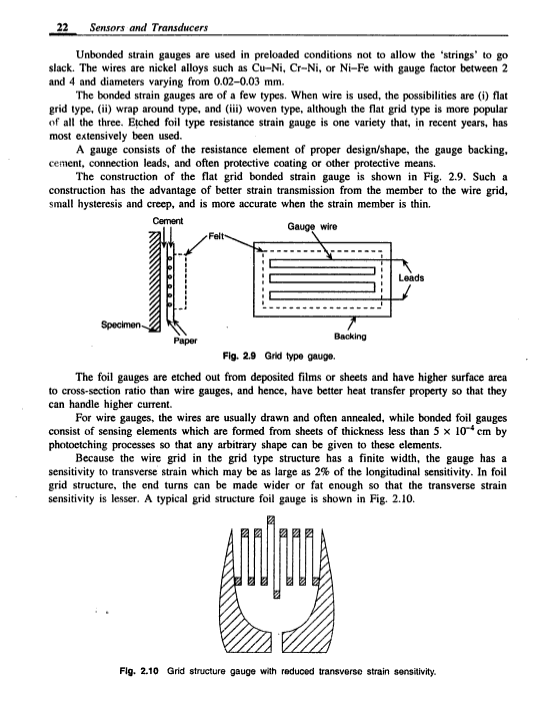 22 Sensors and Transducers
Unbonded strain gauges are used in preloaded conditions not to allow the 'strings' to go
slack. The wires are nickel alloys such as Cu–Ni, Cr–Ni, or Ni–Fe with gauge factor between 2
and 4 and diameters varying from 0.02–0.03 mm.
The bonded strain gauges are of a few types. When wire is used, the possibilities are (i) flat
grid type, (ii) wrap around type, and (iii) woven type, although the flat grid type is more popular
of all the three. Etched foil type resistance strain gauge is one variety that, in recent years, has
most extensively been used.
A gauge consists of the resistance element of proper design/shape, the gauge backing,
cement, connection leads, and often protective coating or other protective means.
The construction of the flat grid bonded strain gauge is shown in Fig. 2.9. Such a
construction has the advantage of better strain transmission from the member to the wire grid,
small hysteresis and creep, and is more accurate when the strain member is thin.
Cement
Felt
Gauge wire
Leads
Specimen
Paper
Backing
Fig. 2.9 Grid type gauge.
The foil gauges are etched out from deposited films or sheets and have higher surface area
to cross-section ratio than wire gauges, and hence, have better heat transfer property so that they
can handle higher current.
For wire gauges, the wires are usually drawn and often annealed, while bonded foil gauges
consist of sensing elements which are formed from sheets of thickness less than 5 × 10⁻⁴ cm by
photoetching processes so that any arbitrary shape can be given to these elements.
Because the wire grid in the grid type structure has a finite width, the gauge has a
sensitivity to transverse strain which may be as large as 2% of the longitudinal sensitivity. In foil
grid structure, the end turns can be made wider or fat enough so that the transverse strain
sensitivity is lesser. A typical grid structure foil gauge is shown in Fig. 2.10.
Fig. 2.10 Grid structure gauge with reduced transverse strain sensitivity.